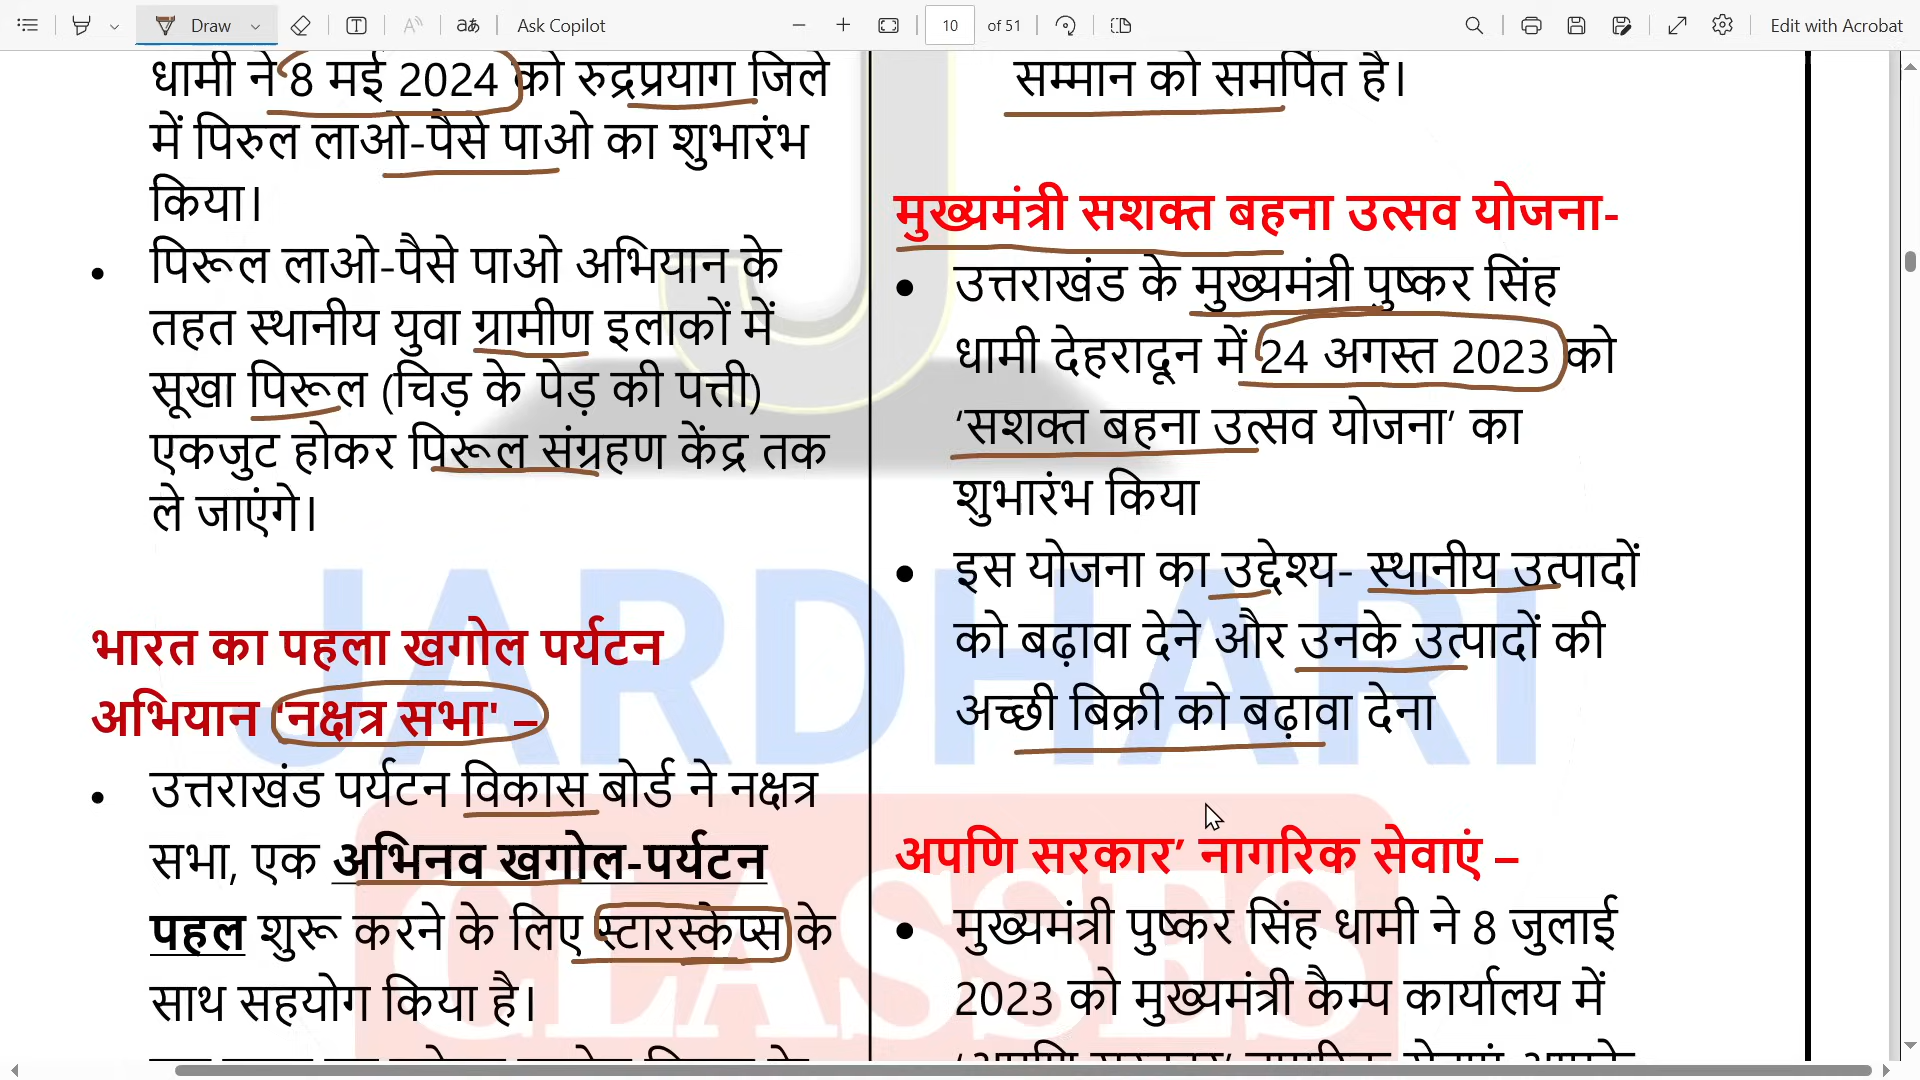 Draw
Ask Copilot
10 of 51
Edit with Acrobat
धामी ने 8 मई 2024 को रुद्रप्रयाग जिले
में पिरुल लाओ-पैसे पाओ का शुभारंभ
किया।
• पिरूल लाओ-पैसे पाओ अभियान के
तहत स्थानीय युवा ग्रामीण इलाकों में
सूखा पिरूल (चिड़ के पेड़ की पत्ती)
एकजुट होकर पिरूल संग्रहण केंद्र तक
ले जाएंगे।
भारत का पहला खगोल पर्यटन
अभियान 'नक्षत्र सभा' –
• उत्तराखंड पर्यटन विकास बोर्ड ने नक्षत्र
सभा, एक अभिनव खगोल-पर्यटन
पहल शुरू करने के लिए स्टारस्केप्स के
साथ सहयोग किया है।
सम्मान को समर्पित है।
मुख्यमंत्री सशक्त बहना उत्सव योजना-
• उत्तराखंड के मुख्यमंत्री पुष्कर सिंह
धामी देहरादून में 24 अगस्त 2023 को
‘सशक्त बहना उत्सव योजना’ का
शुभारंभ किया
• इस योजना का उद्देश्य- स्थानीय उत्पादों
को बढ़ावा देने और उनके उत्पादों की
अच्छी बिक्री को बढ़ावा देना
अपणि सरकार’ नागरिक सेवाएं –
• मुख्यमंत्री पुष्कर सिंह धामी ने 8 जुलाई
2023 को मुख्यमंत्री कैम्प कार्यालय में
JARDHARI
CLASSES